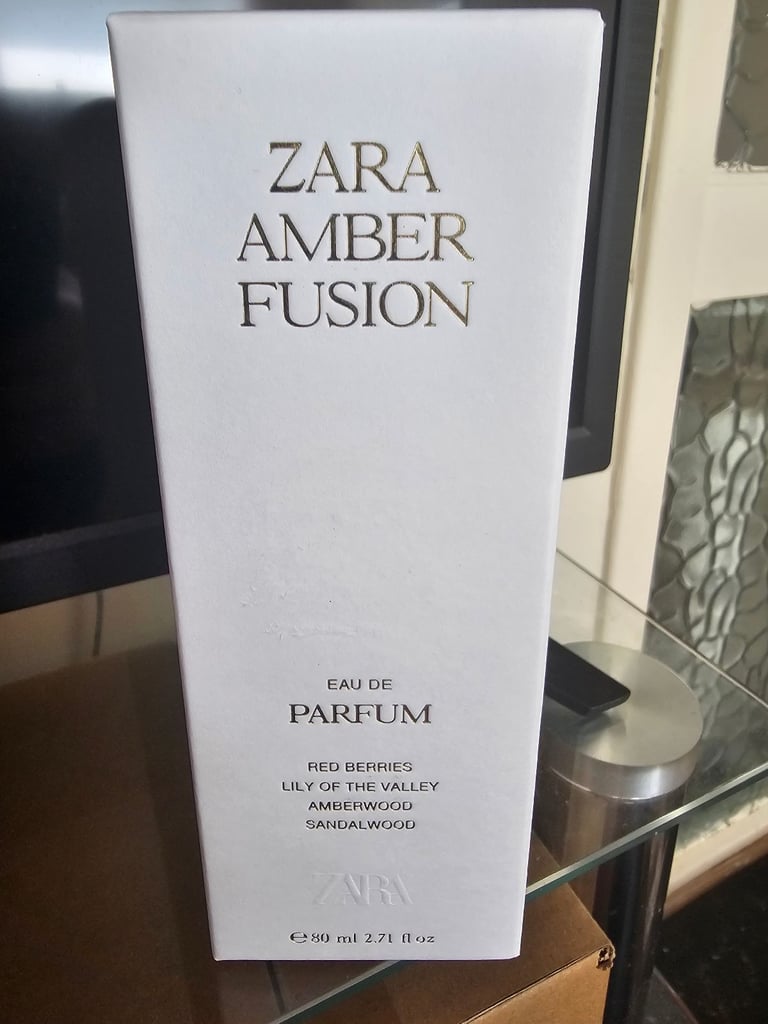 ZARA
AMBER
FUSION
EAU DE
PARFUM
RED BERRIES
LILY OF THE VALLEY
AMBERWOOD
SANDALWOOD
ZARA
℮80 ml 2.71 fl oz